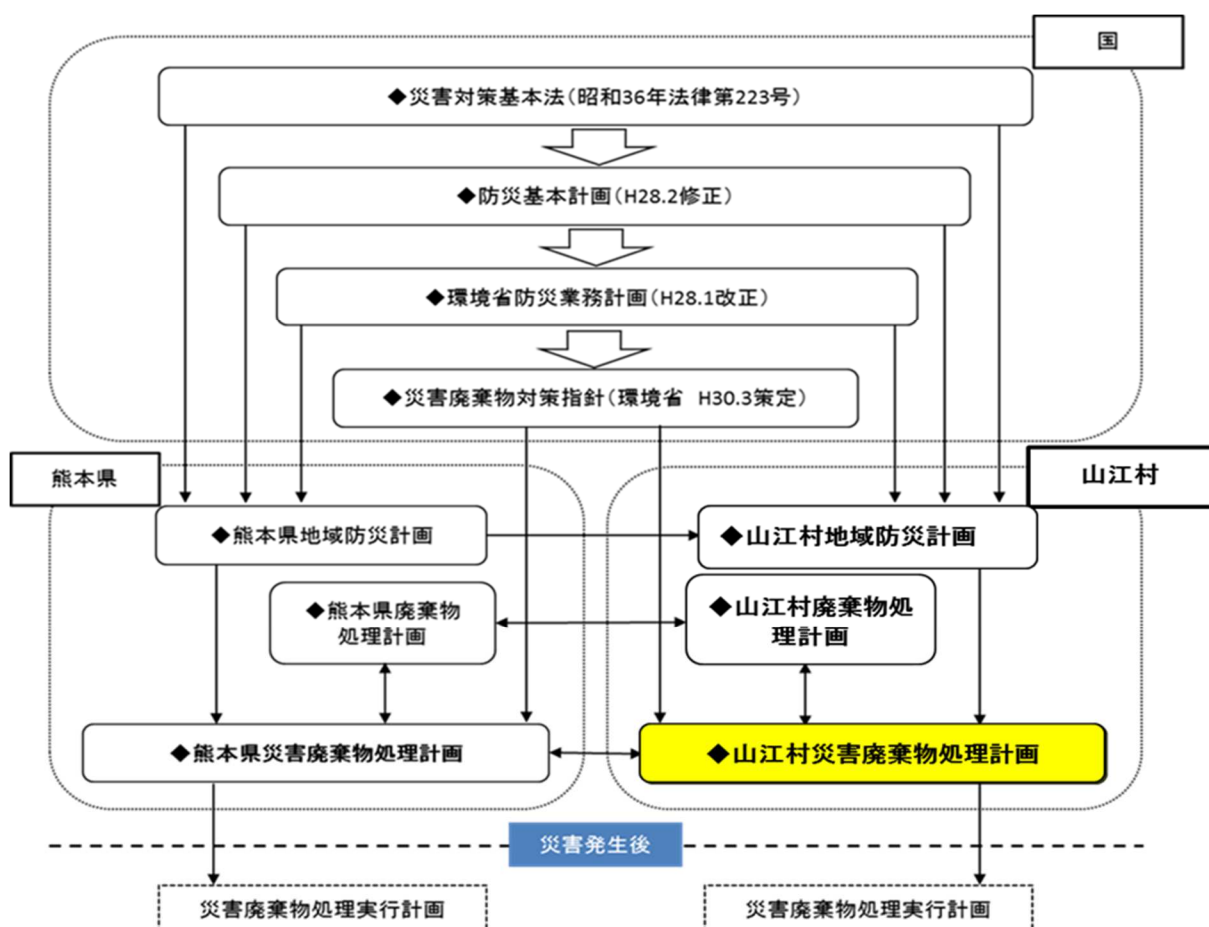 国
◆災害対策基本法(昭和36年法律第223号)
◆防災基本計画(H28.2修正)
◆環境省防災業務計画(H28.1改正)
◆災害廃棄物対策指針(環境省　H30.3策定)
熊本県
山江村
◆熊本県地域防災計画
◆山江村地域防災計画
◆熊本県廃棄物
処理計画
◆山江村廃棄物処
理計画
◆熊本県災害廃棄物処理計画
◆山江村災害廃棄物処理計画
災害発生後
災害廃棄物処理実行計画
災害廃棄物処理実行計画